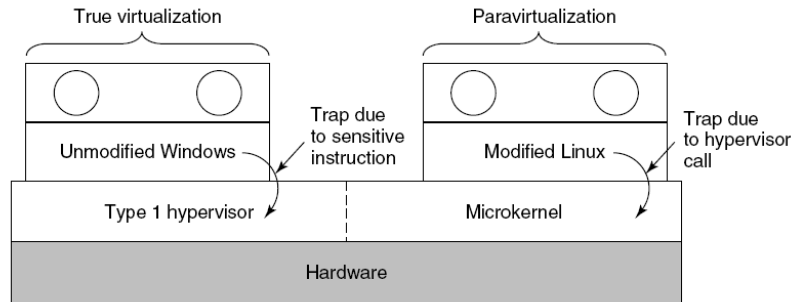 True virtualization
Paravirtualization
Trap due
to sensitive
instruction
Trap due
to hypervisor
call
Unmodified Windows
Modified Linux
Type 1 hypervisor
Microkernel
Hardware